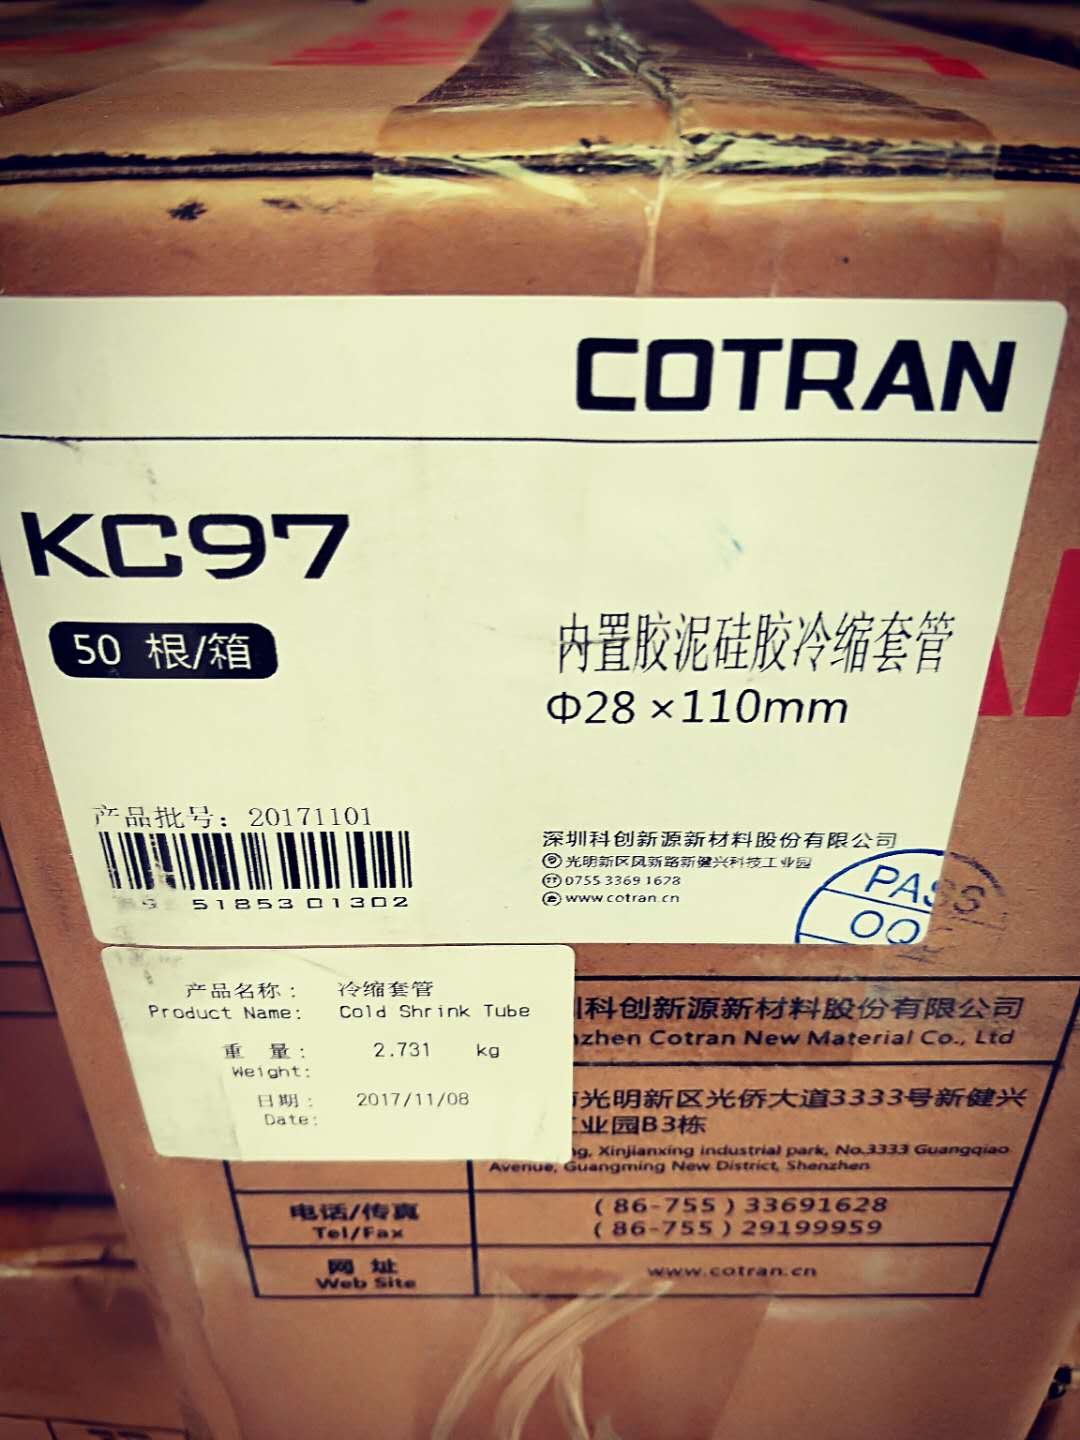 COTRAN
KC97
50 根/箱
内置胶泥硅胶冷缩套管
Φ28×110mm
产品批号: 20171101
51853 01302
深圳科创新源新材料股份有限公司
光明新区凤新路新健兴科技工业园
0755 3369 1628
www.cotran.cn
PASS
产品名称: 冷缩套管
Product Name: Cold Shrink Tube
重 量: 2.731 kg
Weight:
日期: 2017/11/08
Date:
科创新源新材料股份有限公司
nzhen Cotran New Material Co., Ltd
光明新区光侨大道3333号新健兴
工业园B3栋
Xinjianxing industrial park, No.3333 Guangqiao
Avenue, Guangming New District, Shenzhen
电话/传真
Tel/Fax
(86-755)33691628
(86-755)29199959
网 址
Web Site
www.cotran.cn